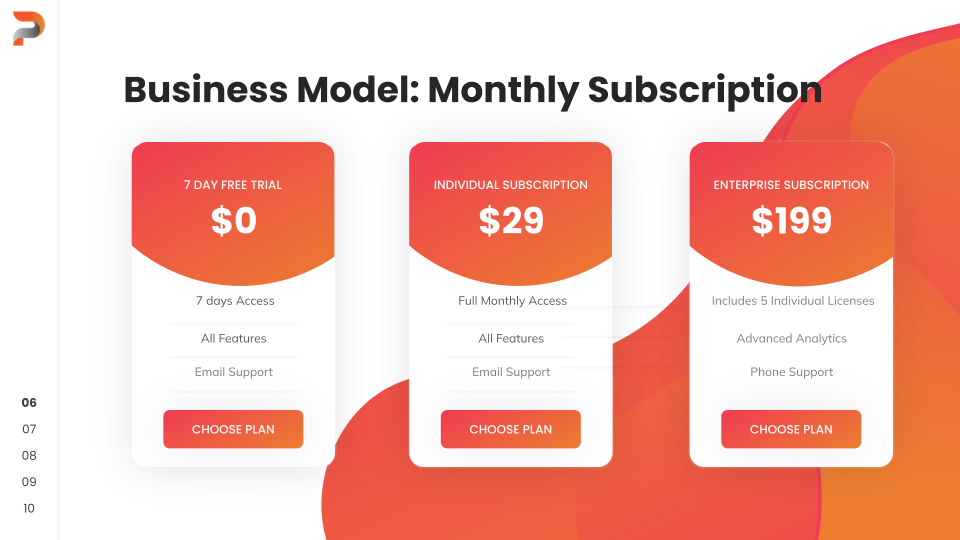 Business Model: Monthly Subscription
7 DAY FREE TRIAL
$0
7 days Access
All Features
Email Support
CHOOSE PLAN
INDIVIDUAL SUBSCRIPTION
$29
Full Monthly Access
All Features
Email Support
CHOOSE PLAN
ENTERPRISE SUBSCRIPTION
$199
Includes 5 Individual Licenses
Advanced Analytics
Phone Support
CHOOSE PLAN
06
07
08
09
10